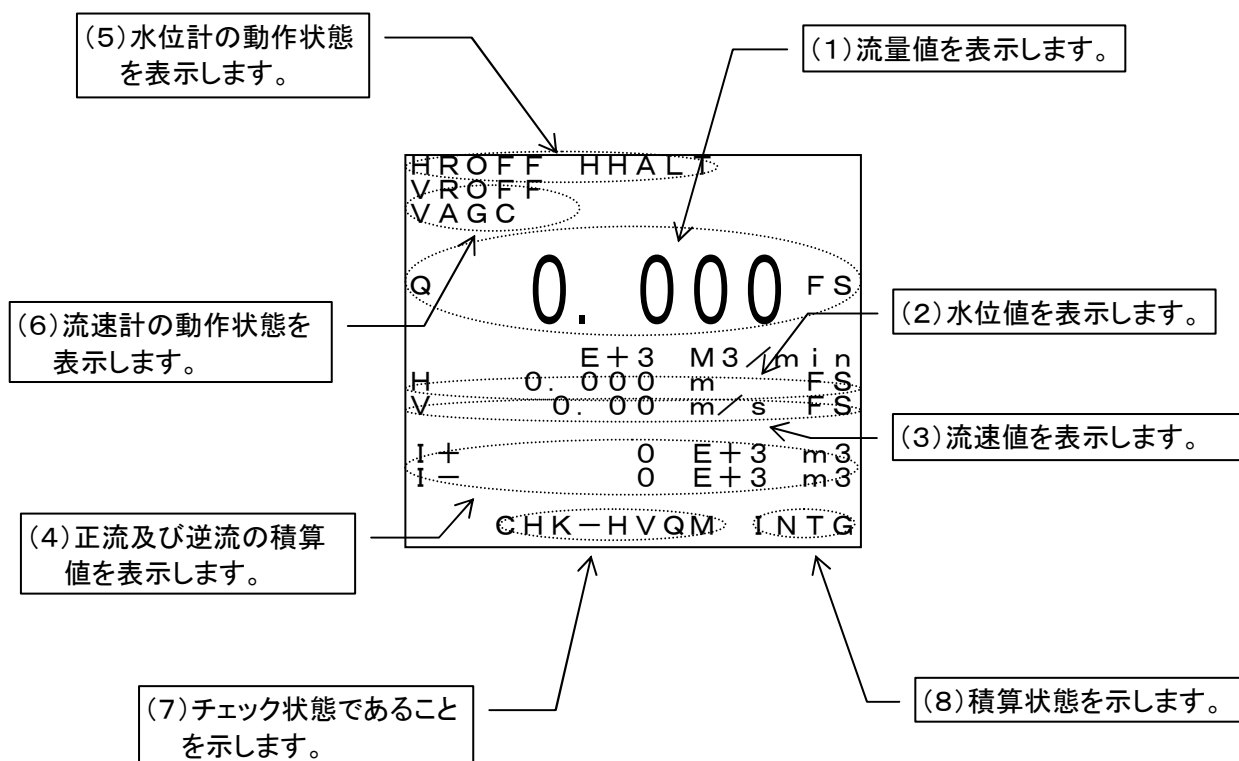 (5)水位計の動作状態
を表示します。
(1)流量値を表示します。
HROFF HHALT
VROFF
VAGC
Q 0.000 FS
(6)流速計の動作状態を
表示します。
(2)水位値を表示します。
E+3 M3/min
H 0.000 m FS
V 0.00 m/s FS
(3)流速値を表示します。
I+ 0 E+3 m3
I- 0 E+3 m3
(4)正流及び逆流の積算
値を表示します。
CHK-HVQM INTG
(7)チェック状態であること
を示します。
(8)積算状態を示します。